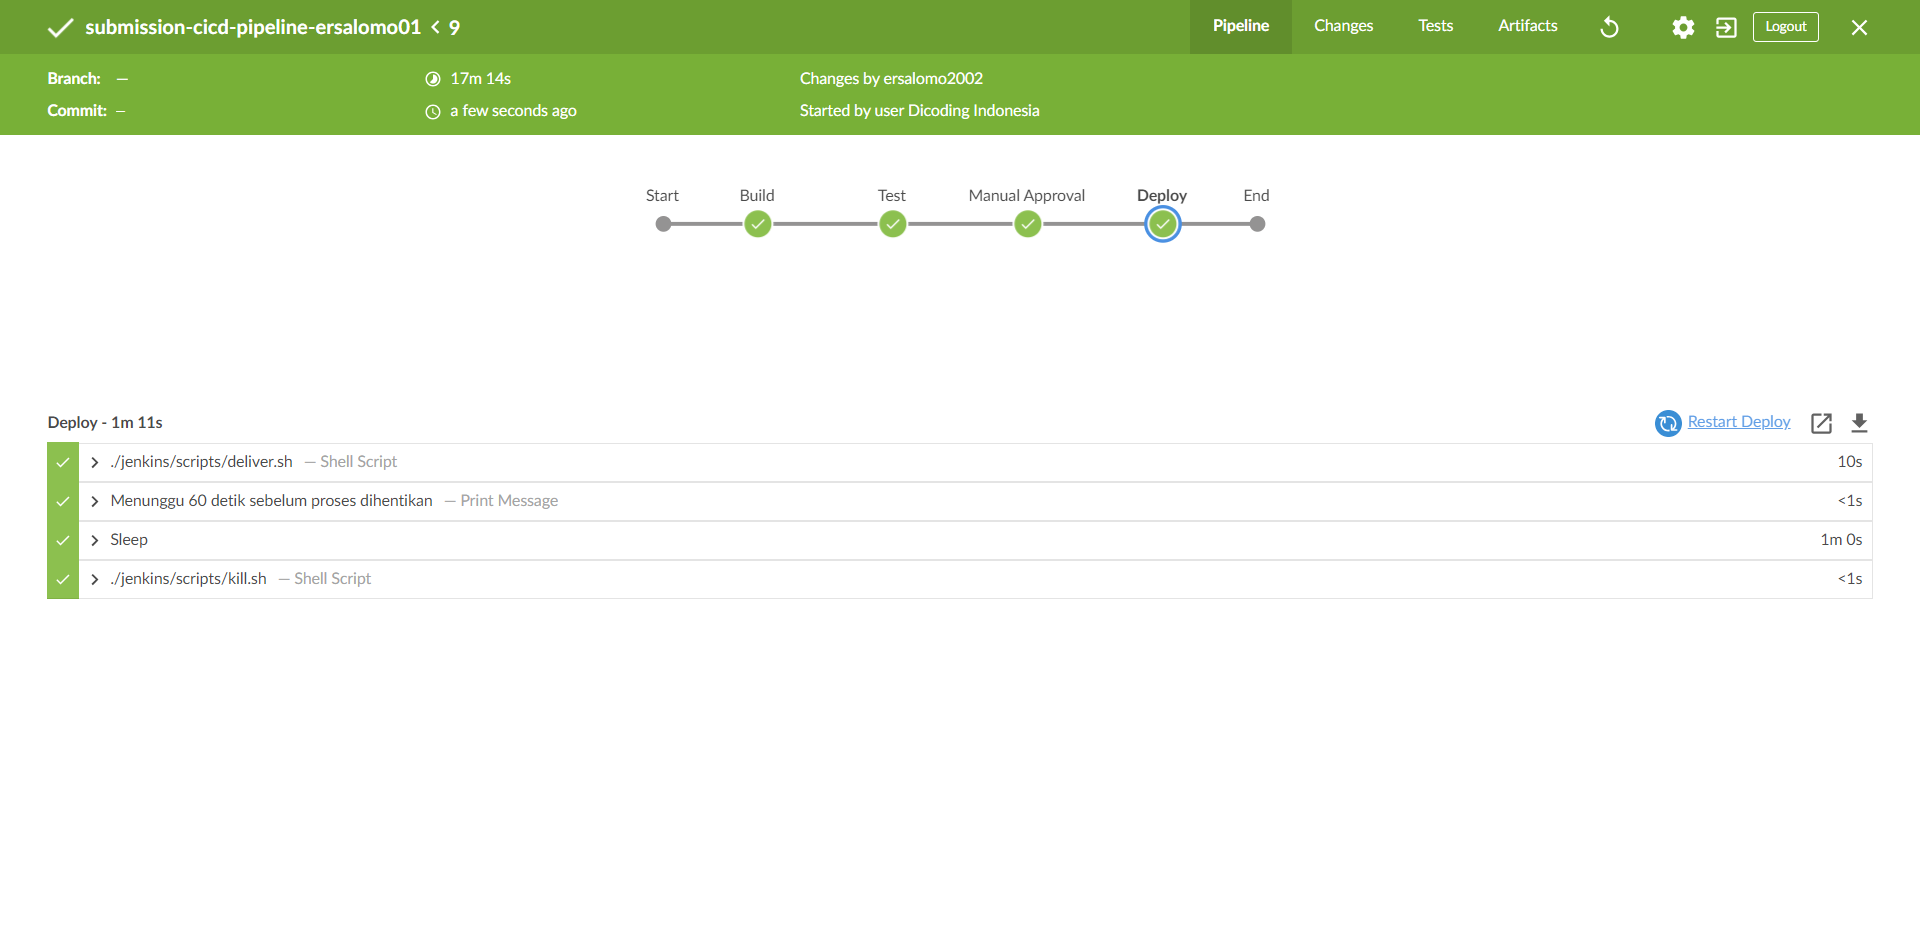 submission-cicd-pipeline-ersalomo01 < 9
Pipeline
Changes
Tests
Artifacts
Logout
Branch: —
17m 14s
Changes by ersalomo2002
Commit: —
a few seconds ago
Started by user Dicoding Indonesia
Start
Build
Test
Manual Approval
Deploy
End
Deploy - 1m 11s
Restart Deploy
./jenkins/scripts/deliver.sh — Shell Script 10s
Menunggu 60 detik sebelum proses dihentikan — Print Message <1s
Sleep 1m 0s
./jenkins/scripts/kill.sh — Shell Script <1s